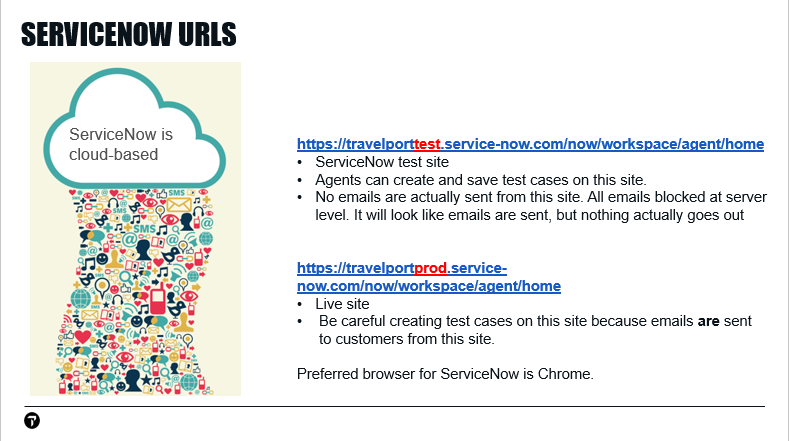 SERVICENOW URLS
ServiceNow is
cloud-based
SMS
SMS
SMS
https://travelporttest.service-now.com/now/workspace/agent/home
• ServiceNow test site
• Agents can create and save test cases on this site.
• No emails are actually sent from this site. All emails blocked at server
level. It will look like emails are sent, but nothing actually goes out
https://travelportprod.service-
now.com/now/workspace/agent/home
• Live site
• Be careful creating test cases on this site because emails are sent
to customers from this site.
Preferred browser for ServiceNow is Chrome.